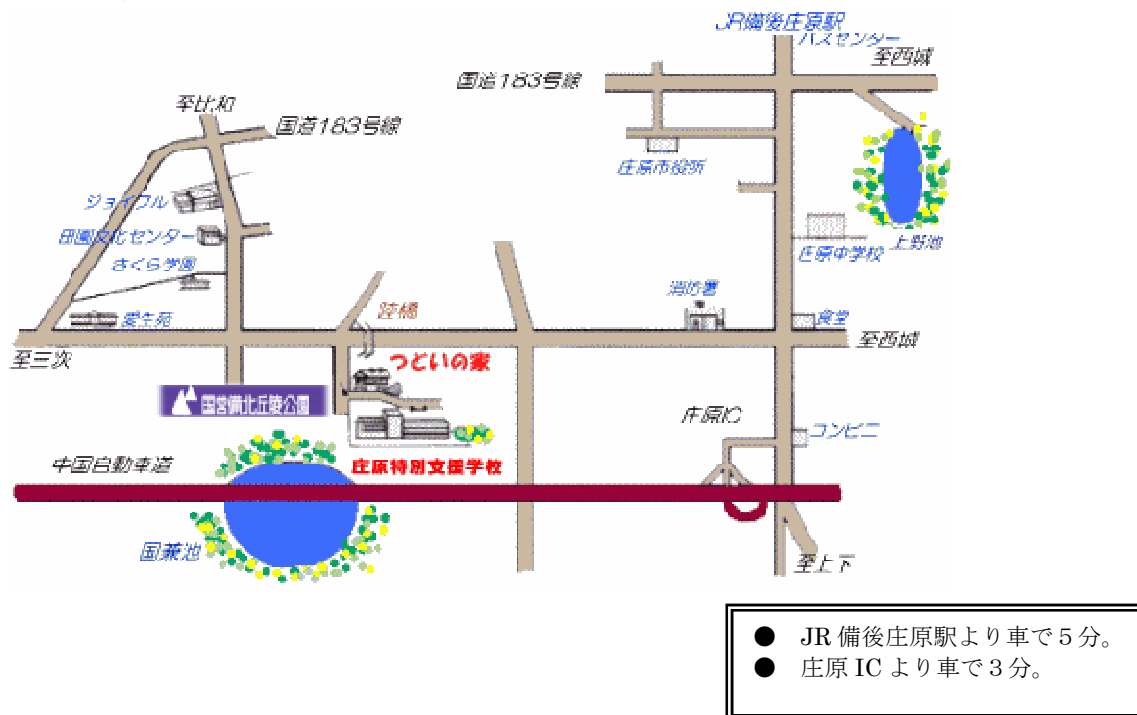 JR備後庄原駅
バスセンター
至西城
国道183号線
至比和
国道183号線
庄原市役所
ジョイフル
田園文化センター
さくら学園
上野池
庄原中学校
消防署
陸橋
愛生苑
食堂
至三次
至西城
つどいの家
国営備北丘陵公園
庄原IC
コンビニ
中国自動車道
庄原特別支援学校
国兼池
至上下
● JR 備後庄原駅より車で５分。
● 庄原 IC より車で３分。